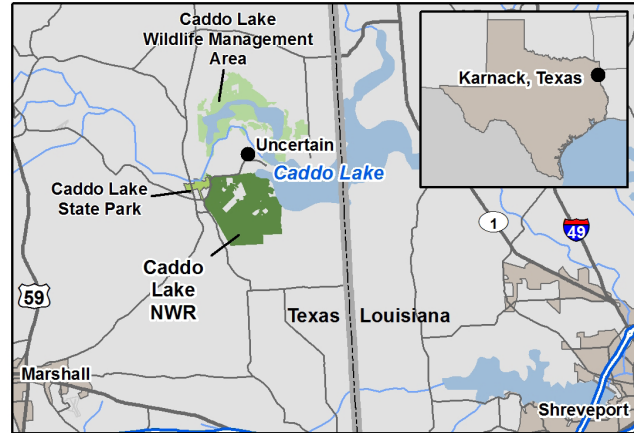 Caddo Lake
Wildlife Management
Area
Karnack, Texas
Uncertain
Caddo Lake
Caddo Lake
State Park
1
49
Caddo
Lake
NWR
59
Texas
Louisiana
Marshall
Shreveport